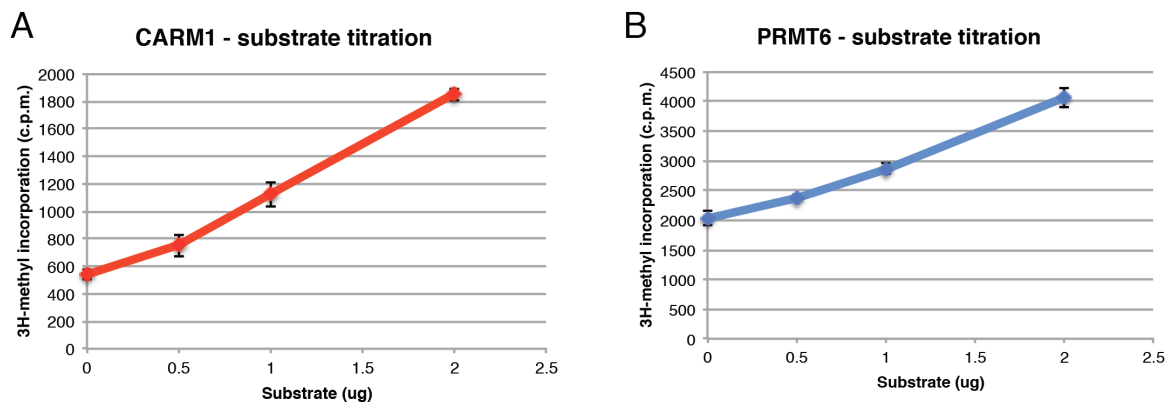 A
CARM1 - substrate titration
3H-methyl incorporation (c.p.m.)
2000
1800
1600
1400
1200
1000
800
600
400
200
0
0 0.5 1 1.5 2 2.5
Substrate (ug)
B
PRMT6 - substrate titration
3H-methyl incorporation (c.p.m.)
4500
4000
3500
3000
2500
2000
1500
1000
500
0
0 0.5 1 1.5 2 2.5
Substrate (ug)